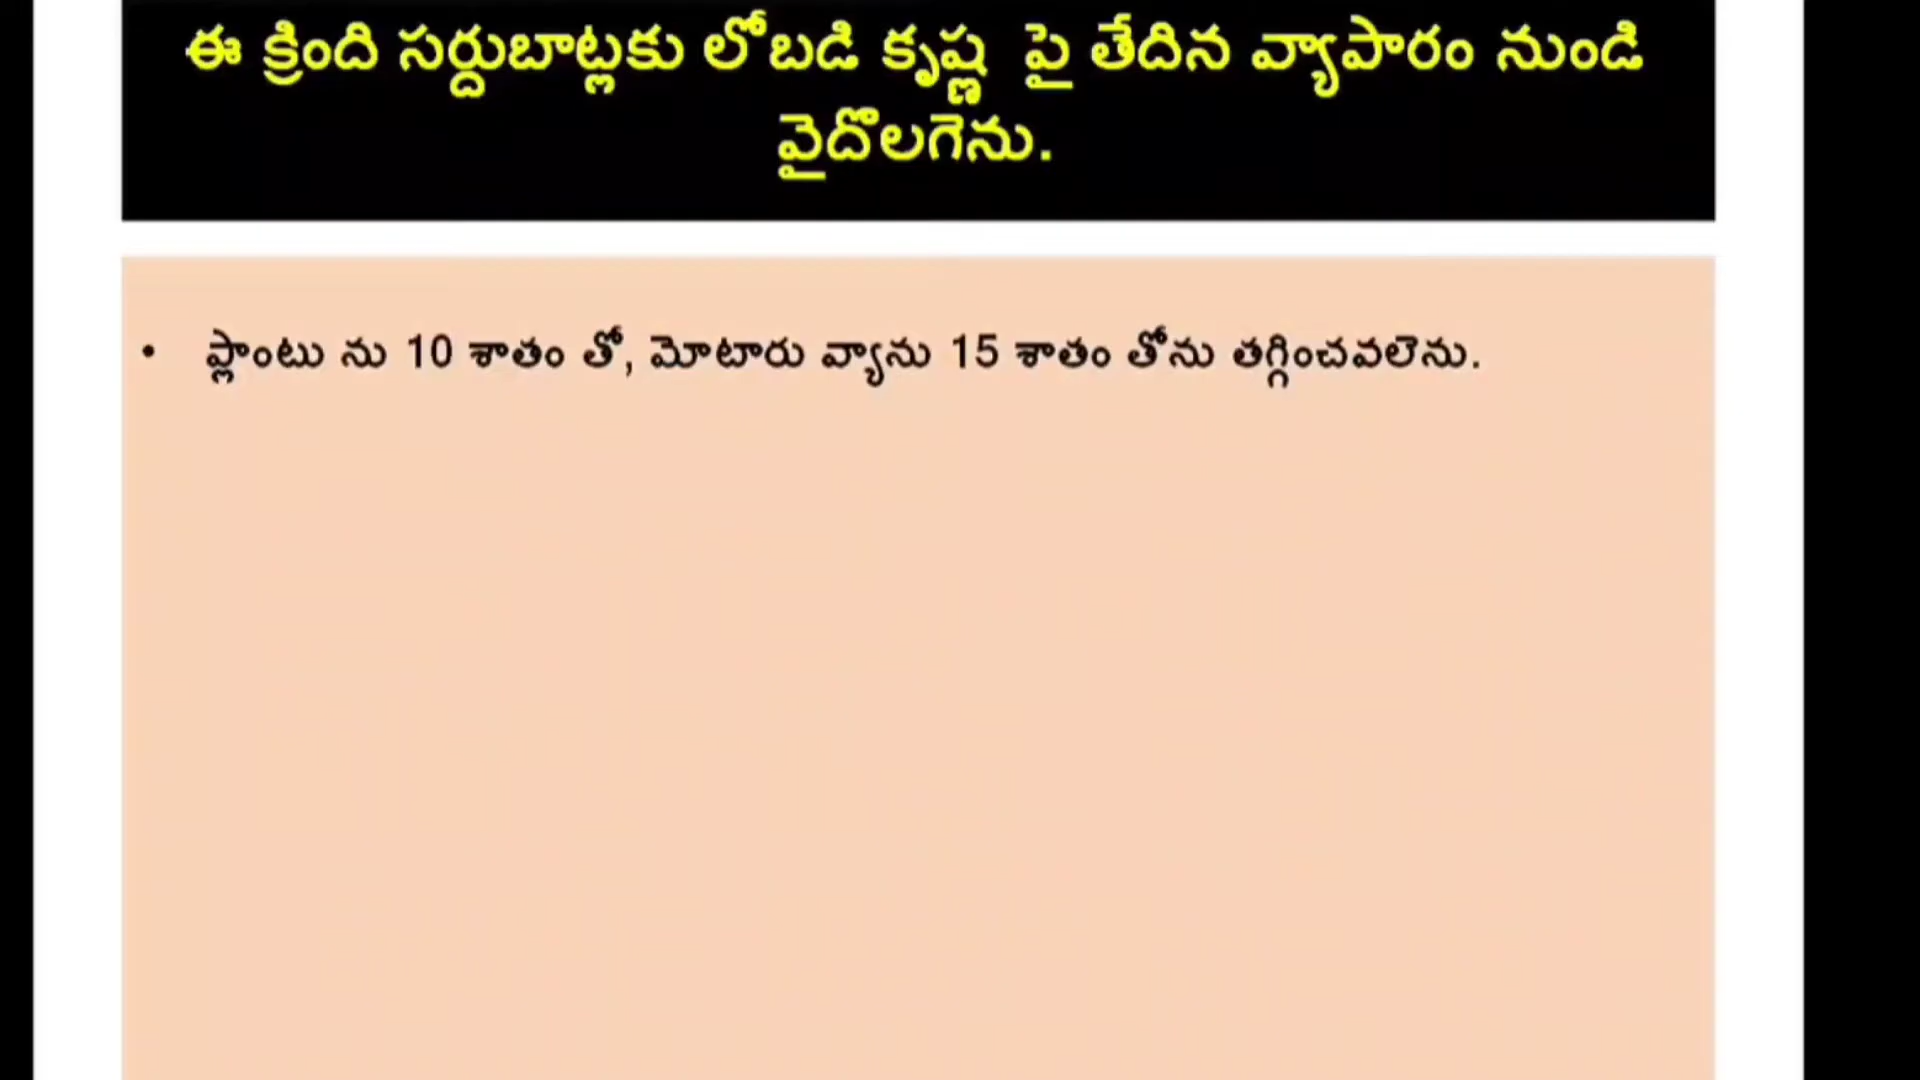 ఈ క్రింది సర్దుబాట్లకు లోబడి కృష్ణ పై తేదిన వ్యాపారం నుండి
వైదొలగెను.
• ప్లాంటు ను 10 శాతం తో, మోటారు వ్యాను 15 శాతం తోను తగ్గించవలెను.